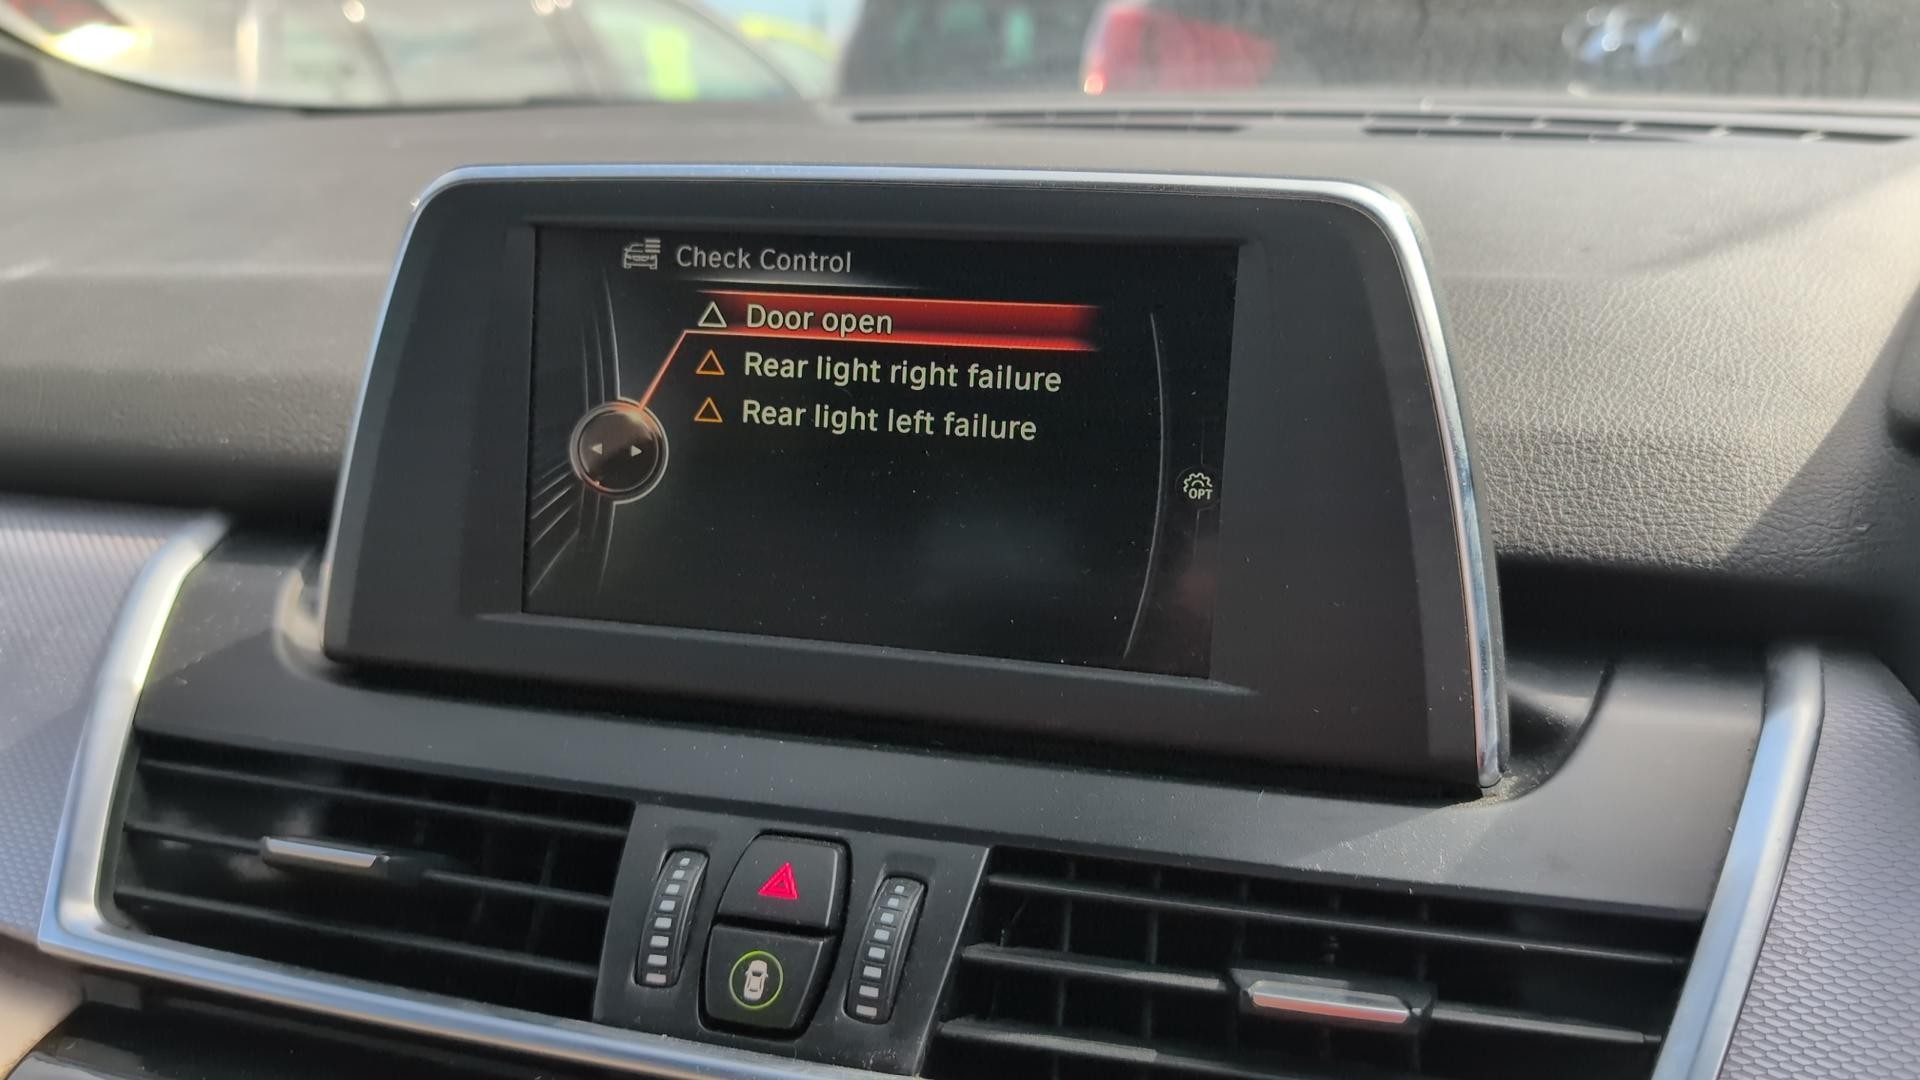 Check Control
Door open
Rear light right failure
Rear light left failure
OPT